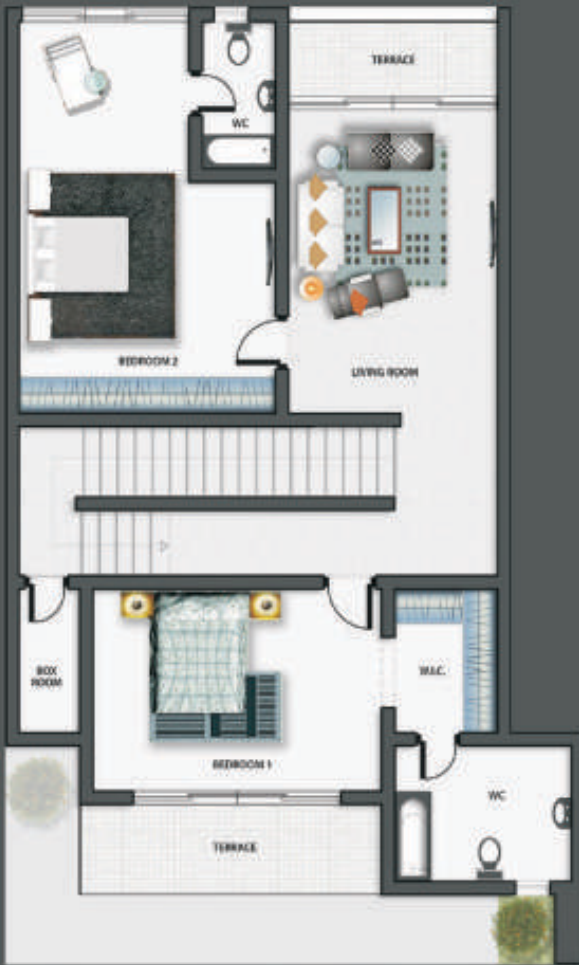 TERRACE
WC
BEDROOM 2
LIVING ROOM
BOX
ROOM
W.I.C.
BEDROOM 1
WC
TERRACE